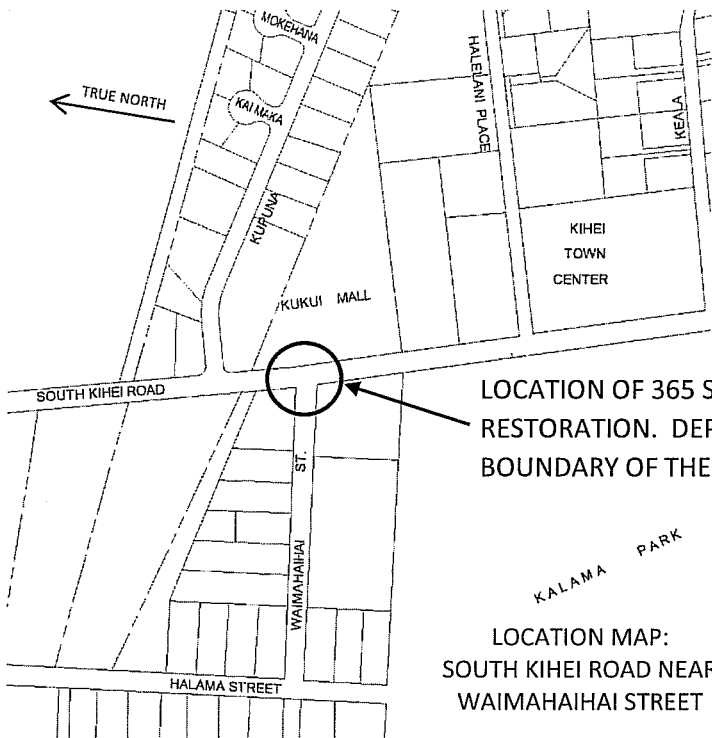 MOKEHANA
TRUE NORTH
KAI MAKA
HALELANI PLACE
KEALA
KUPUNA
KIHEI
TOWN
CENTER
KUKUI MALL
SOUTH KIHEI ROAD
LOCATION OF 365 S
RESTORATION. DEP
BOUNDARY OF THE
WAIMAHAIHAI ST.
KALAMA PARK
LOCATION MAP:
SOUTH KIHEI ROAD NEAR
WAIMAHAIHAI STREET
HALAMA STREET